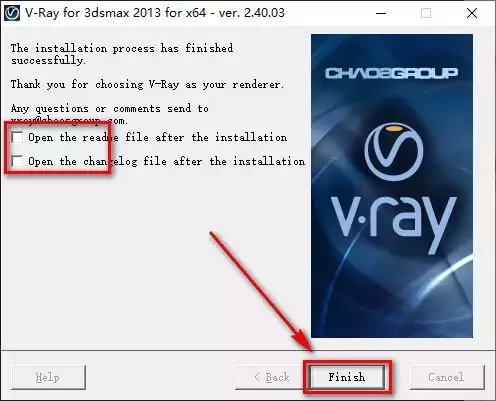 V-Ray for 3dsmax 2013 for x64 - ver. 2.40.03
The installation process has finished
successfully.
Thank you for choosing V-Ray as your renderer.
Any questions or comments send to
vray@chaosgroup.com.
Open the readme file after the installation
Open the changelog file after the installation
CHAOSGROUP
v·ray
Help
< Back
Finish
Cancel